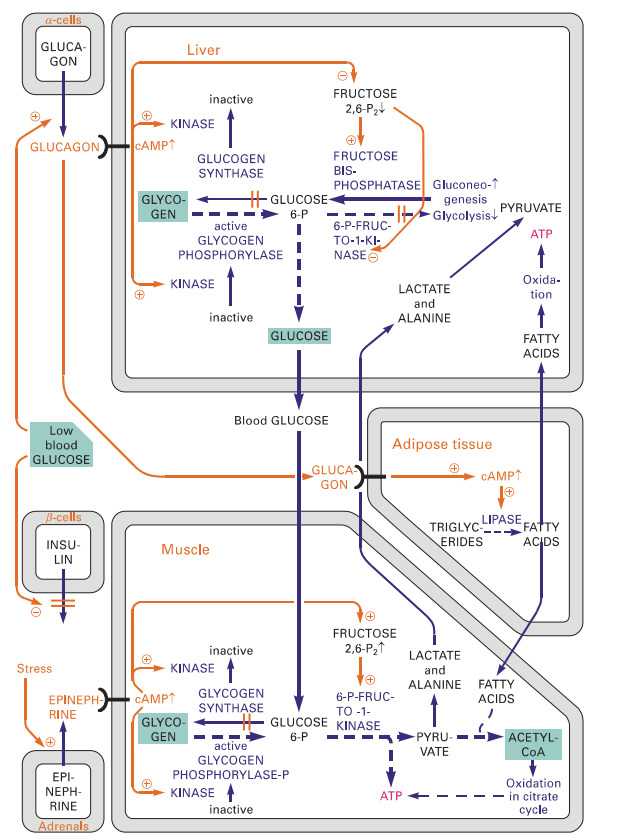 α-cells
GLUCA-
GON
GLUCAGON
Low
blood
GLUCOSE
β-cells
INSU-
LIN
Stress
EPINEPH-
RINE
EPI-
NEPH-
RINE
Adrenals
Liver
cAMP↑
KINASE
inactive
GLUCOGEN
SYNTHASE
FRUCTOSE
2,6-P₂↓
FRUCTOSE
BIS-
PHOSPHATASE
GLYCO-
GEN
GLUCOSE
6-P
Gluconeo-↑
genesis
Glycolysis↓
active
GLYCOGEN
PHOSPHORYLASE
6-P-FRUC-
TO-1-KI-
NASE
KINASE
inactive
GLUCOSE
PYRUVATE
ATP
Oxida-
tion
LACTATE
and
ALANINE
FATTY
ACIDS
Blood GLUCOSE
GLUCA-
GON
Adipose tissue
cAMP↑
LIPASE
TRIGLYC-
ERIDES
FATTY
ACIDS
Muscle
cAMP↑
KINASE
inactive
GLYCOGEN
SYNTHASE
FRUCTOSE
2,6-P₂↑
6-P-FRUC-
TO -1-
KINASE
GLYCO-
GEN
GLUCOSE
6-P
active
GLYCOGEN
PHOSPHORYLASE-P
KINASE
inactive
LACTATE
and
ALANINE
PYRU-
VATE
FATTY
ACIDS
ACETYL-
CoA
ATP
Oxidation
in citrate
cycle